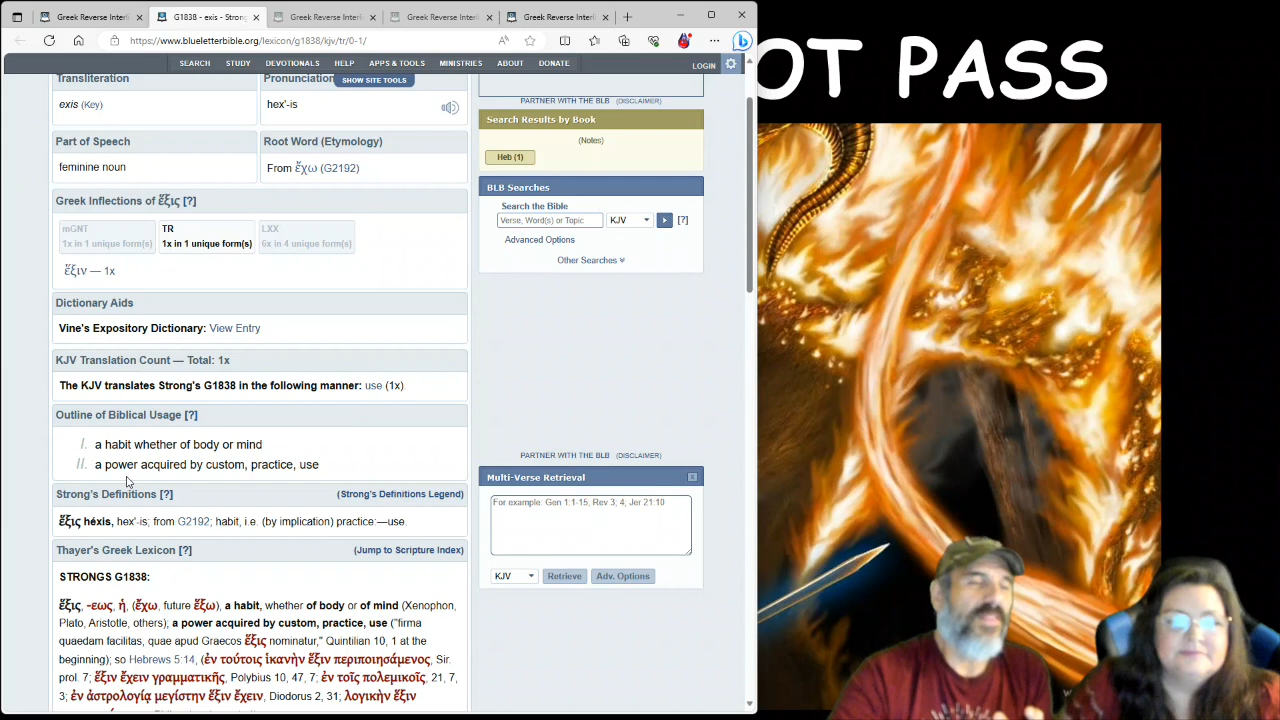 Greek Reverse Interl
G1838 - exis - Strong
Greek Reverse Interl
Greek Reverse Interl
Greek Reverse Interl
https://www.blueletterbible.org/lexicon/g1838/kjv/tr/0-1/
SEARCH STUDY DEVOTIONALS HELP APPS & TOOLS MINISTRIES ABOUT DONATE LOGIN
SHOW SITE TOOLS
OT PASS
Transliteration
exis (Key)
Pronunciation
hex'-is
Part of Speech
feminine noun
Root Word (Etymology)
From ἔχω (G2192)
Greek Inflections of ἕξις [?]
mGNT
1x in 1 unique form(s)
TR
1x in 1 unique form(s)
LXX
6x in 4 unique form(s)
ἕξιν — 1x
Dictionary Aids
Vine's Expository Dictionary: View Entry
KJV Translation Count — Total: 1x
The KJV translates Strong's G1838 in the following manner: use (1x)
Outline of Biblical Usage [?]
I. a habit whether of body or mind
II. a power acquired by custom, practice, use
Strong's Definitions [?] (Strong's Definitions Legend)
ἕξις héxis, hex'-is; from G2192; habit, i.e. (by implication) practice:—use.
Thayer's Greek Lexicon [?] (Jump to Scripture Index)
STRONGS G1838:
ἕξις, -εως, ἡ, (ἔχω, future ἕξω), a habit, whether of body or of mind (Xenophon,
Plato, Aristotle, others); a power acquired by custom, practice, use ("firma
quaedam facilitas, quae apud Graecos ἕξις nominatur," Quintilian 10, 1 at the
beginning); so Hebrews 5:14, (ἐν τούτοις ἱκανὴν ἕξιν περιποιησάμενος, Sir.
prol. 7; ἕξιν ἔχειν γραμματικῆς, Polybius 10, 47, 7; ἐν τοῖς πολεμικοῖς, 21, 7,
3; ἐν ἀστρολογίᾳ μεγίστην ἕξιν ἔχειν, Diodorus 2, 31; λογικὴν ἕξιν
PARTNER WITH THE BLB (DISCLAIMER)
Search Results by Book
(Notes)
Heb (1)
BLB Searches
Search the Bible
Verse, Word(s) or Topic KJV [?]
Advanced Options
Other Searches
PARTNER WITH THE BLB (DISCLAIMER)
Multi-Verse Retrieval
For example: Gen 1:1-15, Rev 3; 4, Jer 21:10
KJV Retrieve Adv. Options